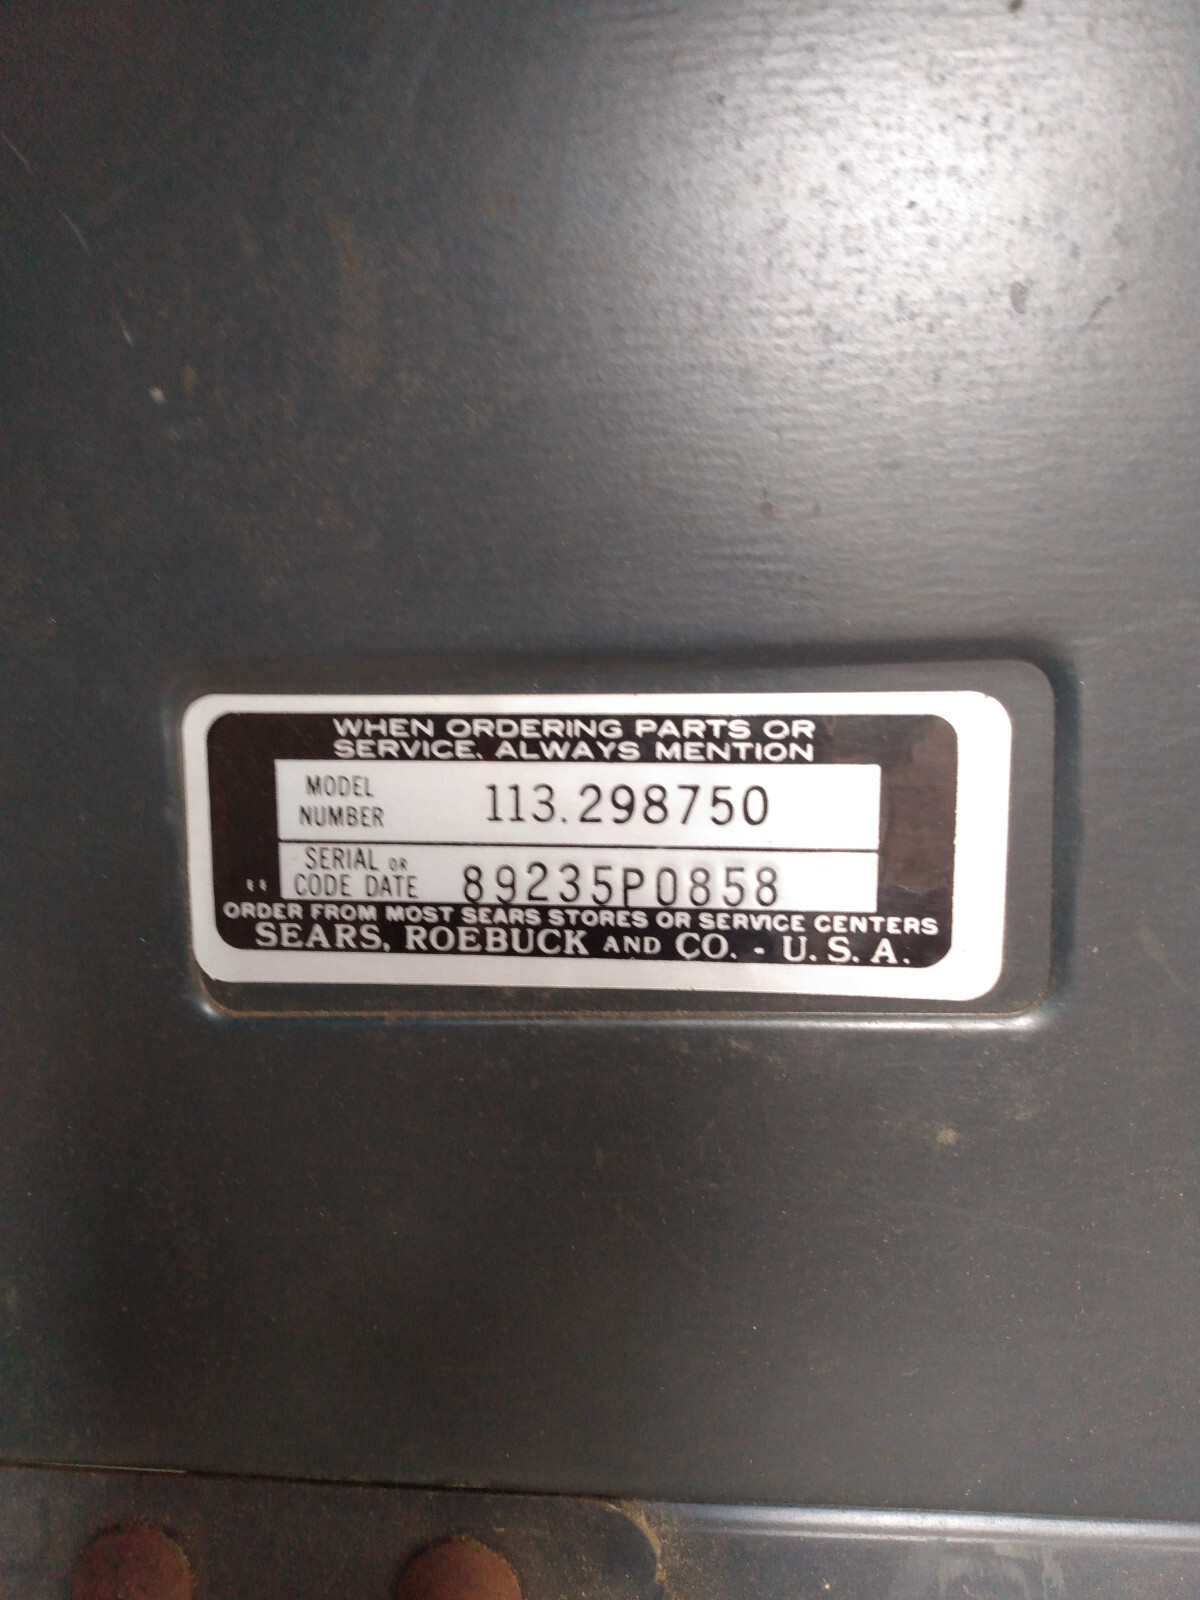 WHEN ORDERING PARTS OR
SERVICE, ALWAYS MENTION
MODEL
NUMBER 113.298750
SERIAL OR
CODE DATE 89235P0858
ORDER FROM MOST SEARS STORES OR SERVICE CENTERS
SEARS, ROEBUCK AND CO. - U. S. A.